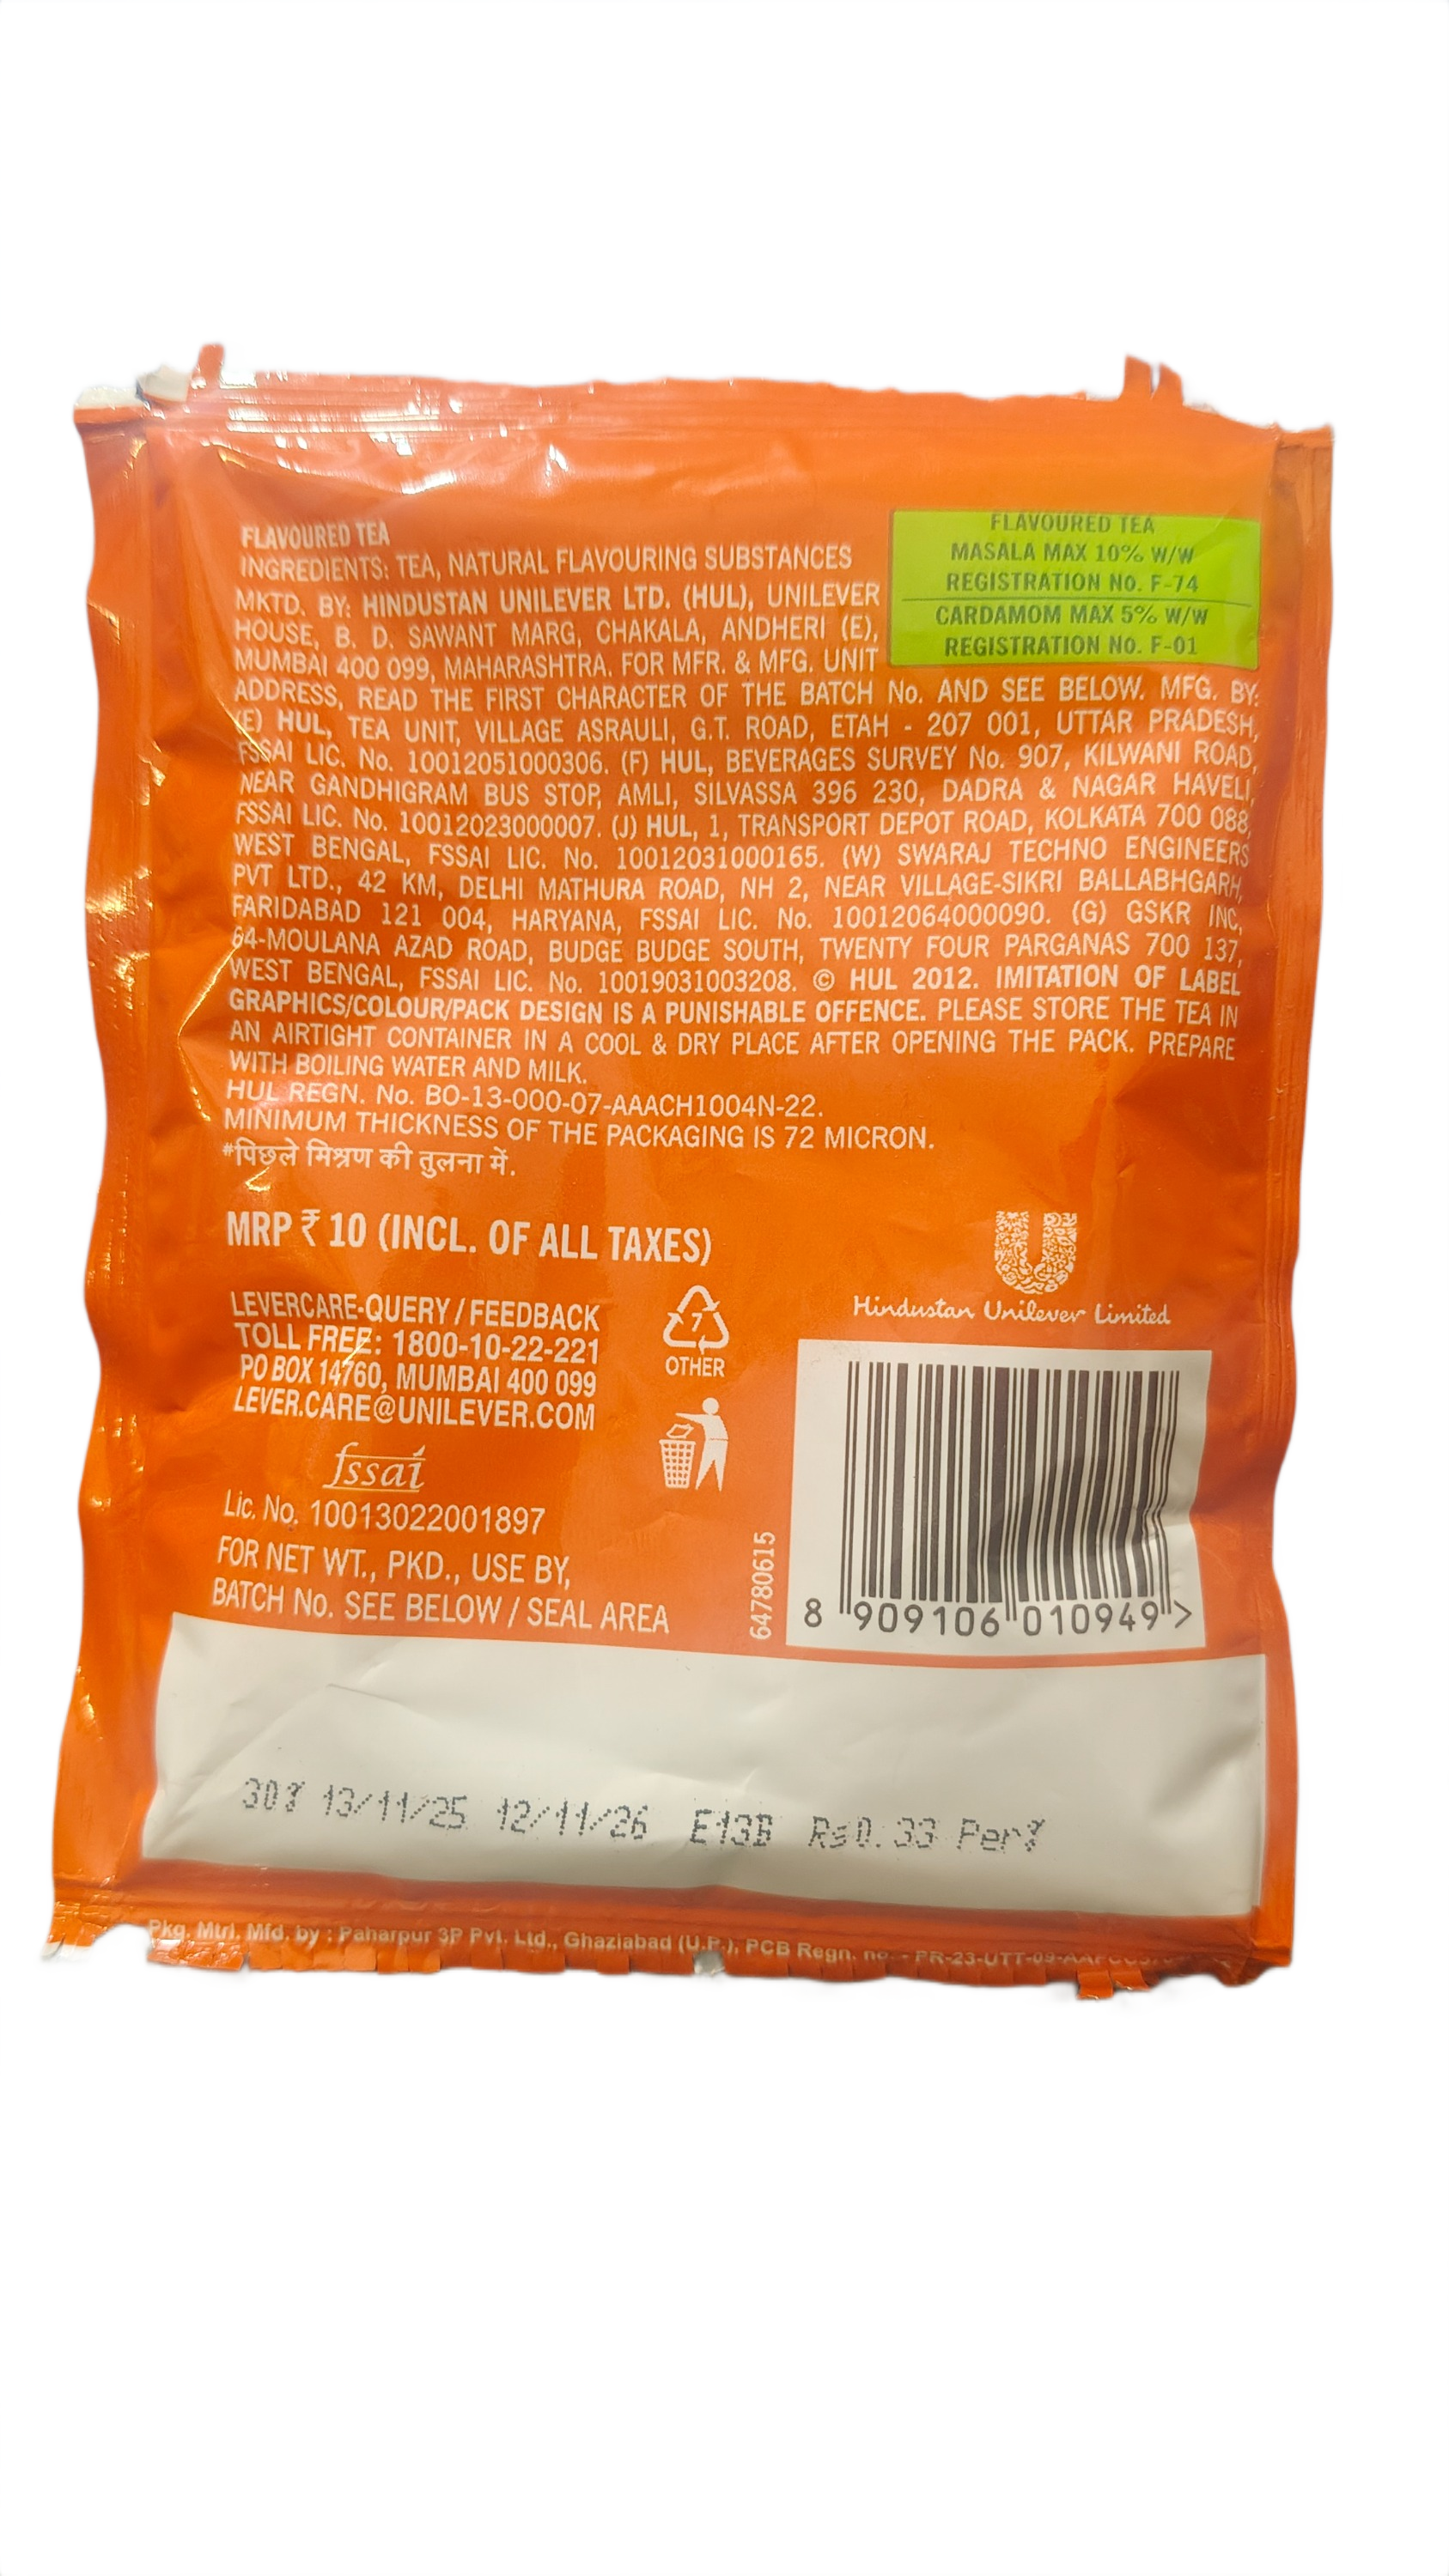 FLAVOURED TEA
INGREDIENTS: TEA, NATURAL FLAVOURING SUBSTANCES
MKTD. BY: HINDUSTAN UNILEVER LTD. (HUL), UNILEVER
HOUSE, B. D. SAWANT MARG, CHAKALA, ANDHERI (E),
MUMBAI 400 099, MAHARASHTRA. FOR MFR. & MFG. UNIT
ADDRESS, READ THE FIRST CHARACTER OF THE BATCH No. AND SEE BELOW. MFG. BY:
(E) HUL, TEA UNIT, VILLAGE ASRAULI, G.T. ROAD, ETAH - 207 001, UTTAR PRADESH,
FSSAI LIC. No. 10012051000306. (F) HUL, BEVERAGES SURVEY No. 907, KILWANI ROAD,
NEAR GANDHIGRAM BUS STOP, AMLI, SILVASSA 396 230, DADRA & NAGAR HAVELI,
FSSAI LIC. No. 10012023000007. (J) HUL, 1, TRANSPORT DEPOT ROAD, KOLKATA 700 088,
WEST BENGAL, FSSAI LIC. No. 10012031000165. (W) SWARAJ TECHNO ENGINEERS
PVT LTD., 42 KM, DELHI MATHURA ROAD, NH 2, NEAR VILLAGE-SIKRI BALLABHGARH,
FARIDABAD 121 004, HARYANA, FSSAI LIC. No. 10012064000090. (G) GSKR INC,
64-MOULANA AZAD ROAD, BUDGE BUDGE SOUTH, TWENTY FOUR PARGANAS 700 137,
WEST BENGAL, FSSAI LIC. No. 10019031003208. © HUL 2012. IMITATION OF LABEL
GRAPHICS/COLOUR/PACK DESIGN IS A PUNISHABLE OFFENCE. PLEASE STORE THE TEA IN
AN AIRTIGHT CONTAINER IN A COOL & DRY PLACE AFTER OPENING THE PACK. PREPARE
WITH BOILING WATER AND MILK.
HUL REGN. No. BO-13-000-07-AAACH1004N-22.
MINIMUM THICKNESS OF THE PACKAGING IS 72 MICRON.
#पिछले मिश्रण की तुलना में.
FLAVOURED TEA
MASALA MAX 10% W/W
REGISTRATION No. F-74
CARDAMOM MAX 5% W/W
REGISTRATION No. F-01
MRP ₹ 10 (INCL. OF ALL TAXES)
LEVERCARE-QUERY / FEEDBACK
TOLL FREE: 1800-10-22-221
PO BOX 14760, MUMBAI 400 099
LEVER.CARE@UNILEVER.COM
7
OTHER
Hindustan Unilever Limited
fssai
Lic. No. 10013022001897
FOR NET WT., PKD., USE BY,
BATCH No. SEE BELOW / SEAL AREA
64780615
8 909106 010949 >
30g 13/11/25 12/11/26 E13B Rs0.33 Per g
Pkg. Mtrl. Mfd. by : Paharpur 3P Pvt. Ltd., Ghaziabad (U.P.), PCB Regn. no. -